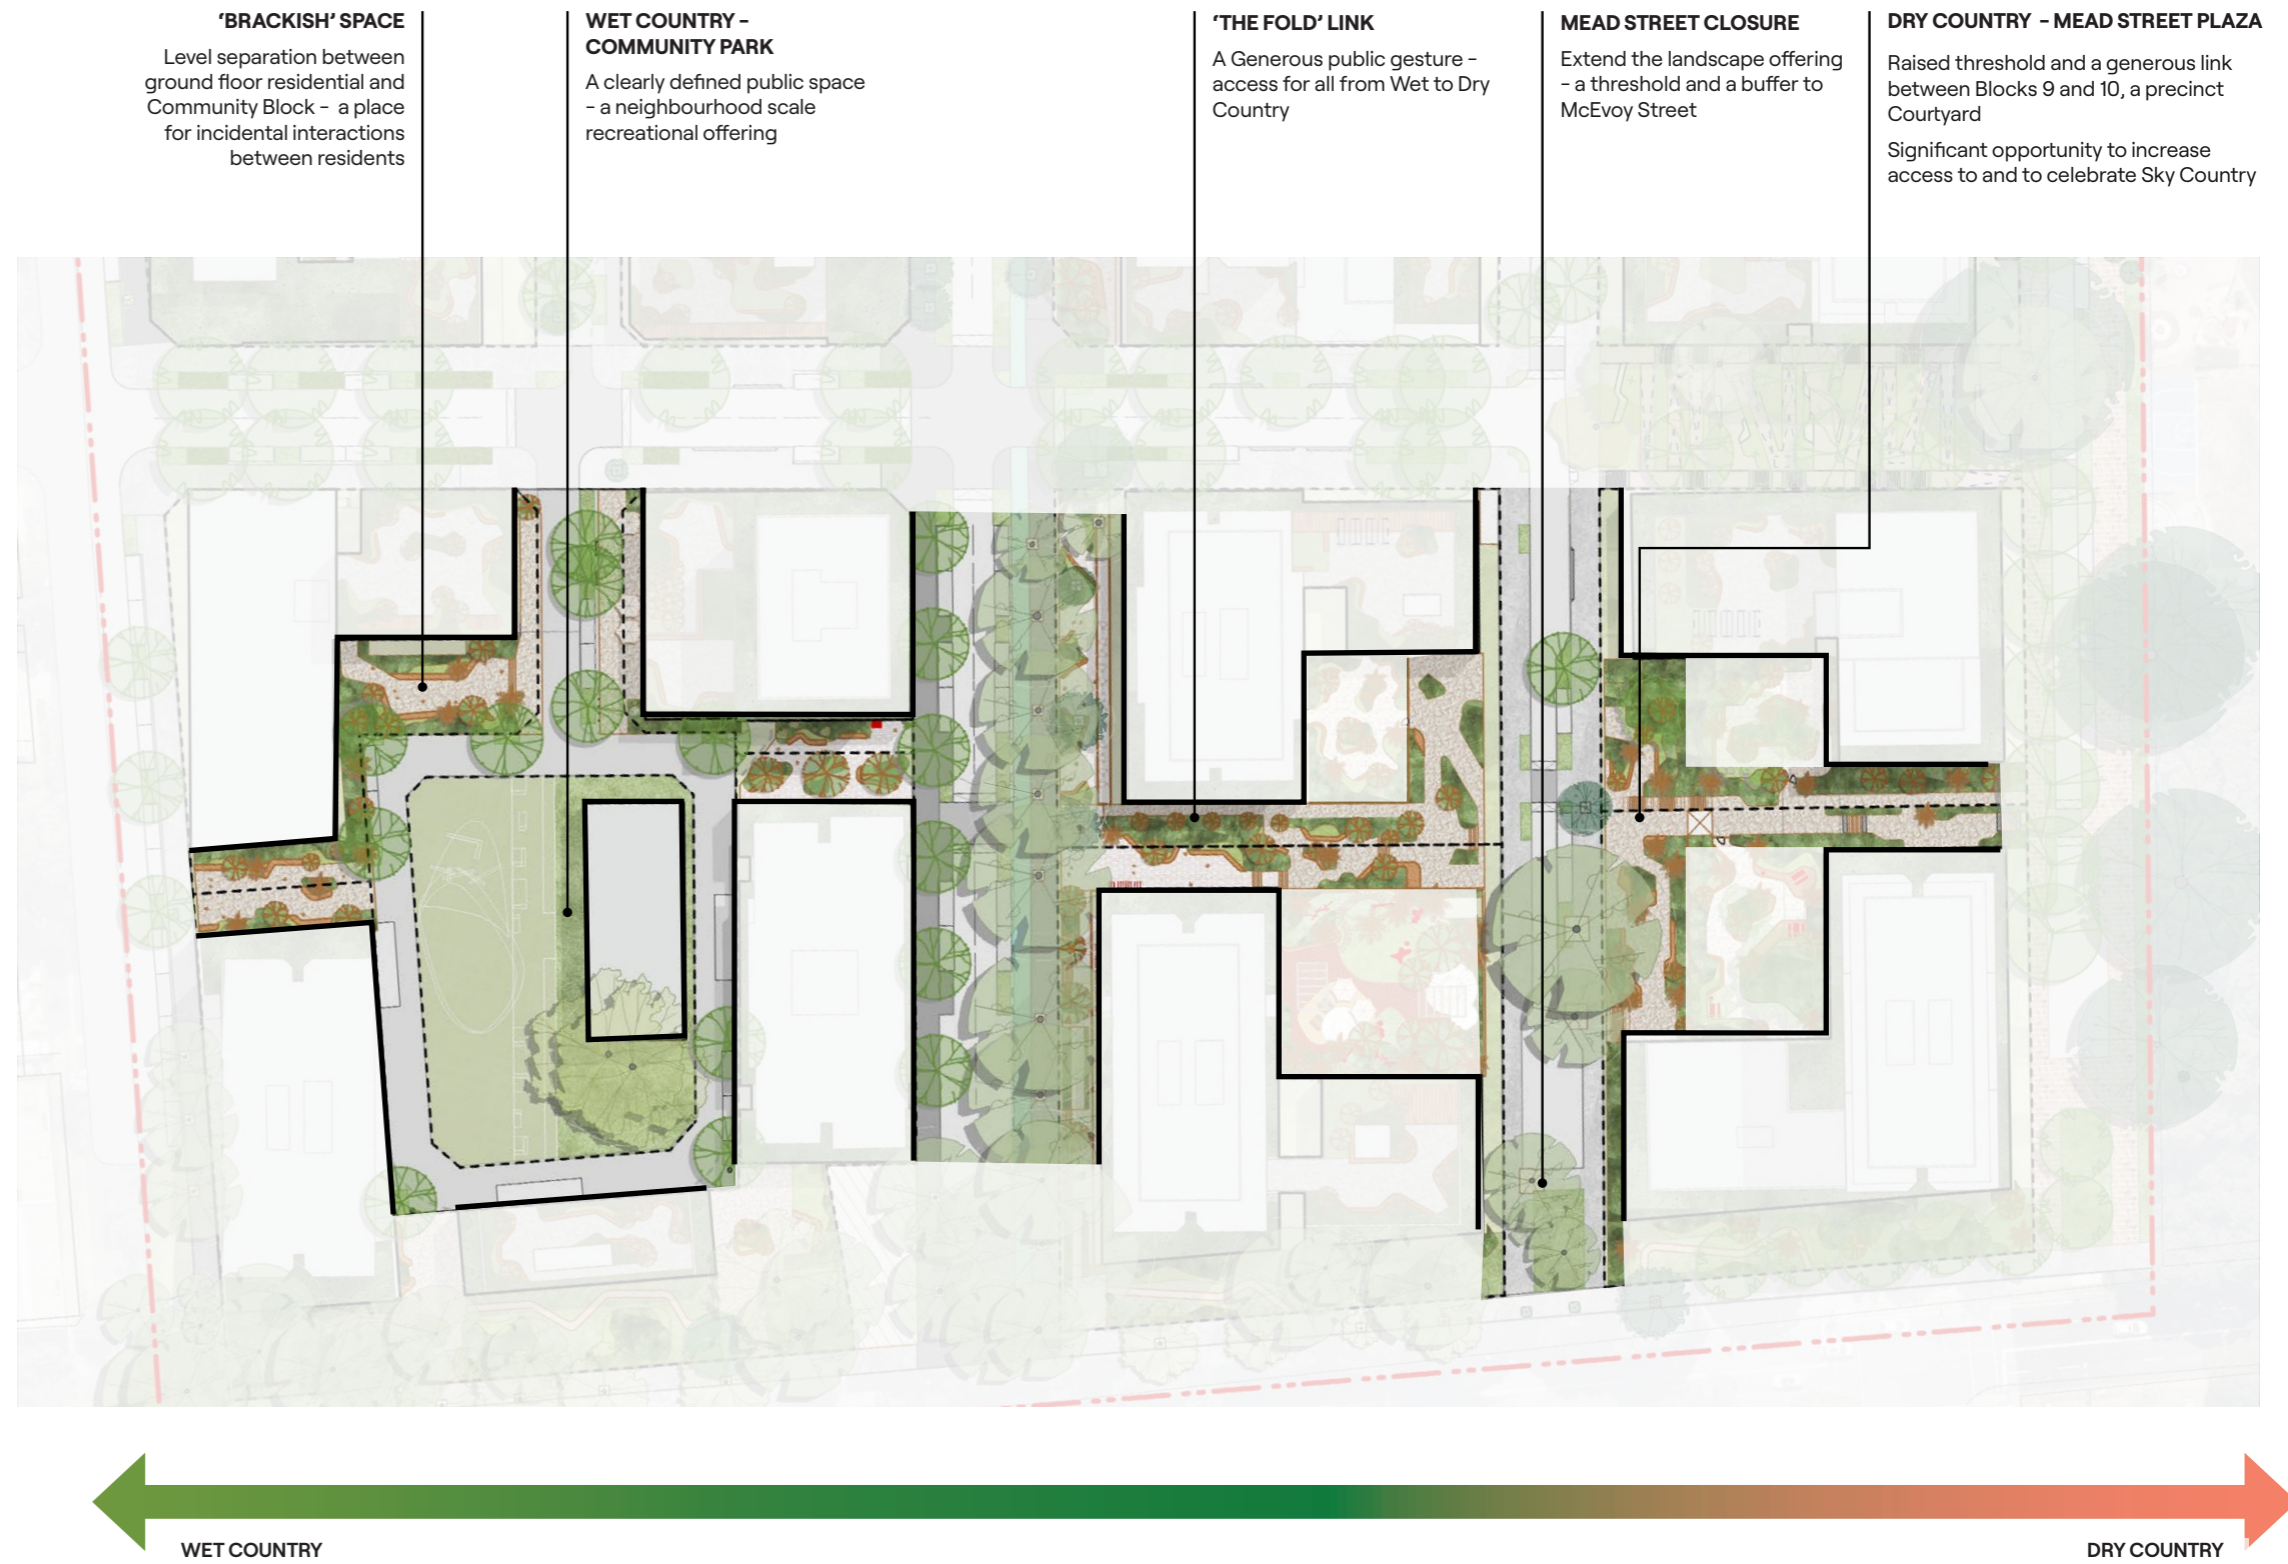 ‘BRACKISH’ SPACE
Level separation between
ground floor residential and
Community Block - a place
for incidental interactions
between residents
WET COUNTRY -
COMMUNITY PARK
A clearly defined public space
- a neighbourhood scale
recreational offering
‘THE FOLD’ LINK
A Generous public gesture -
access for all from Wet to Dry
Country
MEAD STREET CLOSURE
Extend the landscape offering
- a threshold and a buffer to
McEvoy Street
DRY COUNTRY - MEAD STREET PLAZA
Raised threshold and a generous link
between Blocks 9 and 10, a precinct
Courtyard
Significant opportunity to increase
access to and to celebrate Sky Country
WET COUNTRY
DRY COUNTRY